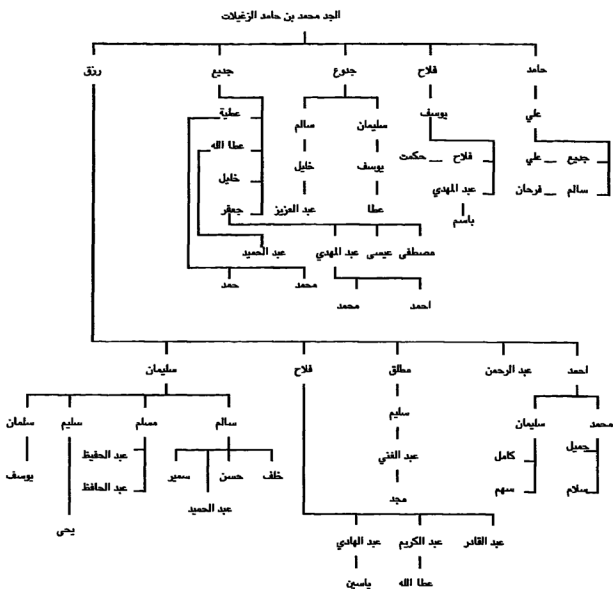 الجد محمد بن حامد الزغيلات
حامد فلاح جدوع جديع رزق
علي يوسف سليمان سالم عطية
جديع علي فلاح حكمت يوسف خليل عطا الله
سالم فرحان عبد المهدي عطا عبد العزيز خليل
باسم جعفر
مصطفى عيسى عبد المهدي عبد الحميد
محمد حمد
احمد محمد
احمد عبد الرحمن مطلق فلاح سليمان
محمد سليمان سليم سالم مسلم سليم سلمان
جميل كامل عبد الغني عبد الحفيظ
سلام سهم مجد خلف حسن سمير عبد الحافظ يوسف
عبد الحميد
يحى
عبد القادر عبد الكريم عبد الهادي
عطا الله ياسين